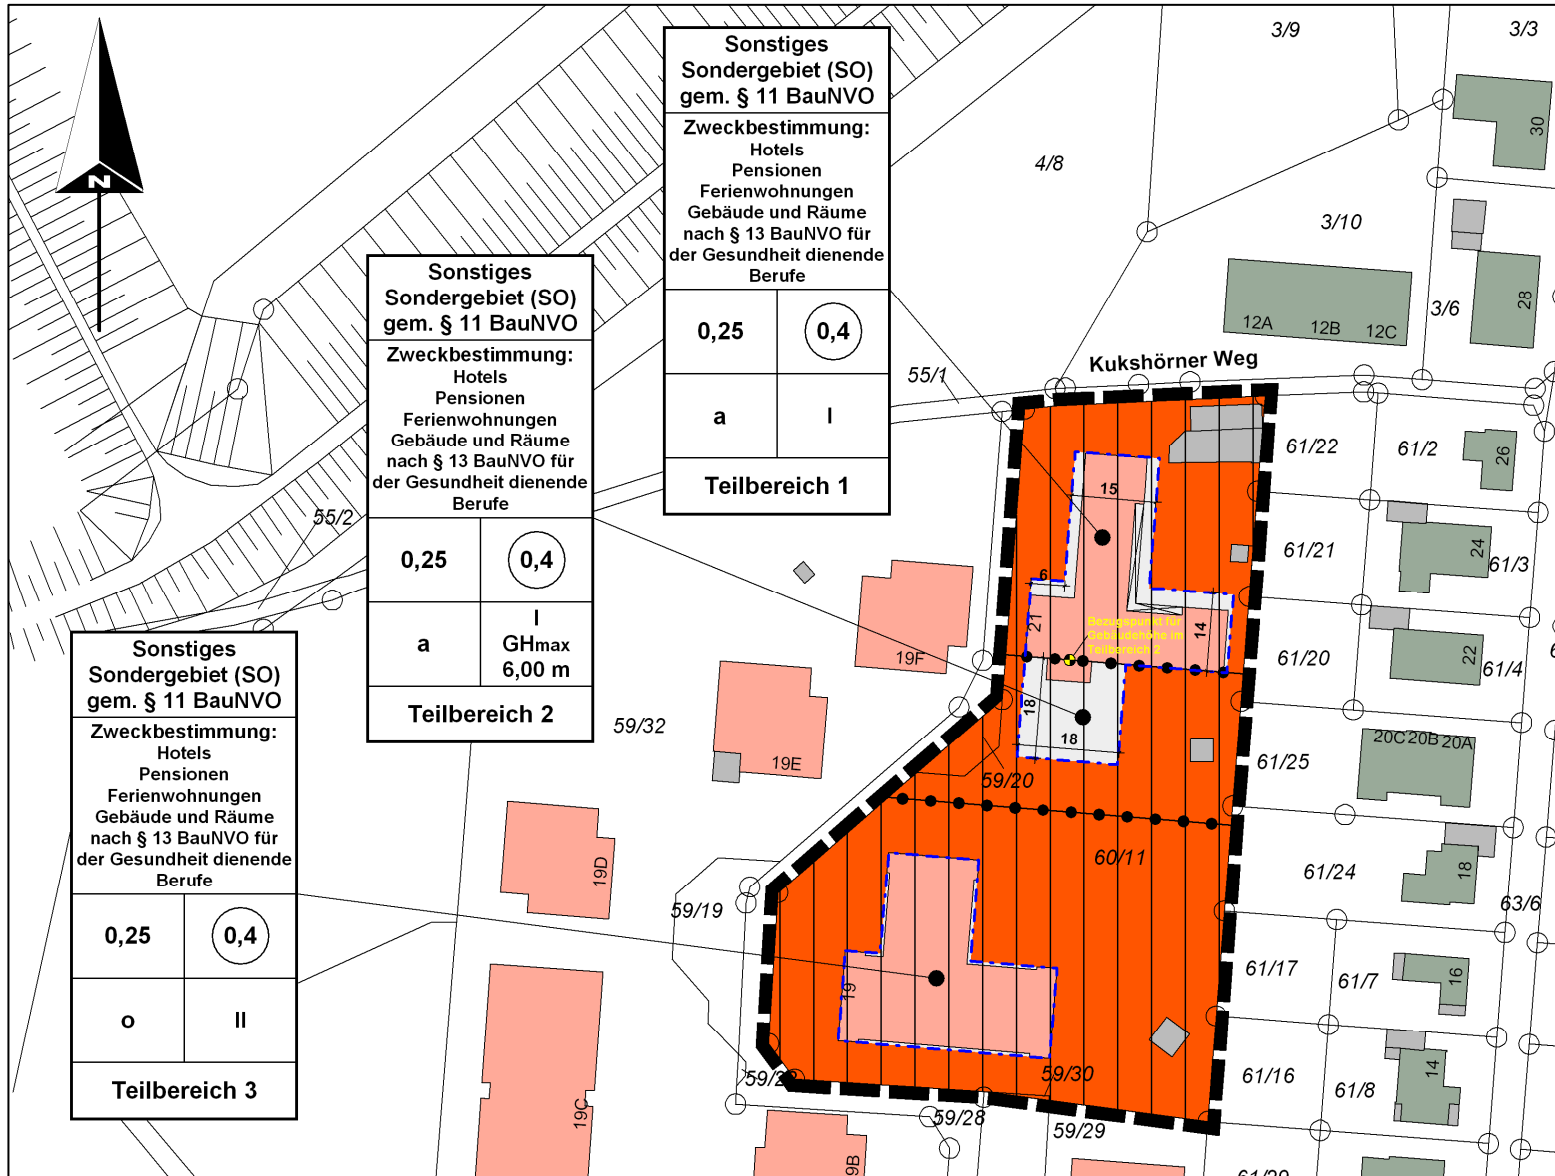 N
Sonstiges
Sondergebiet (SO)
gem. § 11 BauNVO
Zweckbestimmung:
Hotels
Pensionen
Ferienwohnungen
Gebäude und Räume
nach § 13 BauNVO für
der Gesundheit dienende
Berufe
0,25
0,4
a
I
Teilbereich 1
Sonstiges
Sondergebiet (SO)
gem. § 11 BauNVO
Zweckbestimmung:
Hotels
Pensionen
Ferienwohnungen
Gebäude und Räume
nach § 13 BauNVO für
der Gesundheit dienende
Berufe
0,25
0,4
a
I
GHmax
6,00 m
Teilbereich 2
Sonstiges
Sondergebiet (SO)
gem. § 11 BauNVO
Zweckbestimmung:
Hotels
Pensionen
Ferienwohnungen
Gebäude und Räume
nach § 13 BauNVO für
der Gesundheit dienende
Berufe
0,25
0,4
o
II
Teilbereich 3
3/9
3/3
30
4/8
3/10
28
3/6
12A
12B
12C
Kukshörner Weg
55/1
55/2
61/22
61/2
26
61/21
24
61/3
61/20
22
61/4
61/25
20C
20B
20A
61/24
18
63/6
61/17
61/7
16
61/16
61/8
14
15
6
21
14
Bezugspunkt für
Gebäudehöhe im
Teilbereich 2
18
18
59/20
60/11
19
59/30
59/28
59/29
59/19
59/32
19F
19E
19D
19C